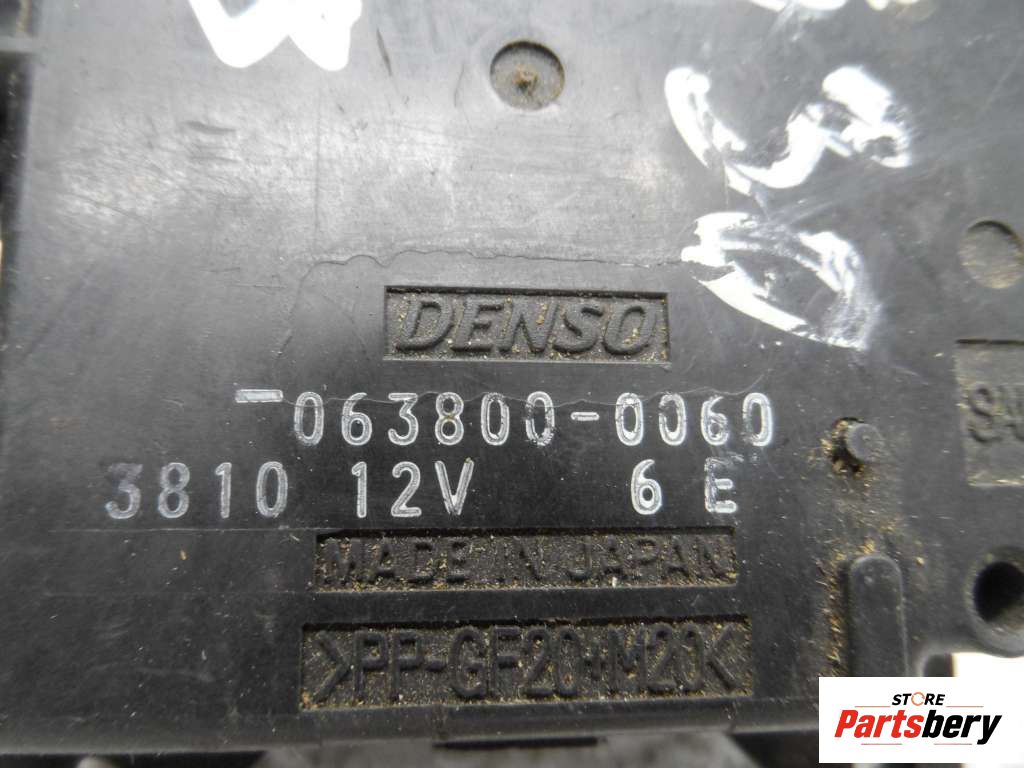 DENSO
063800-0060
3810 12V 6 E
MADE IN JAPAN
>PP-GF20+M20<
STORE
Partsbery